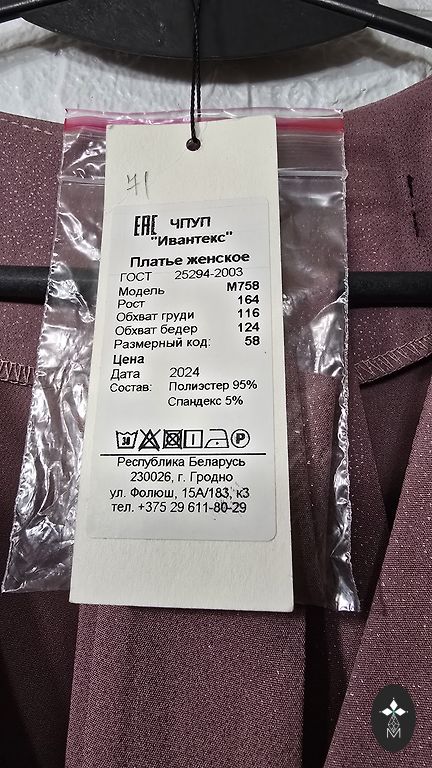 71
EAC ЧПУП
"Ивантекс"
Платье женское
ГОСТ 25294-2003
Модель М758
Рост 164
Обхват груди 116
Обхват бедер 124
Размерный код: 58
Цена
Дата 2024
Состав: Полиэстер 95%
Спандекс 5%
30 P
Республика Беларусь
230026, г. Гродно
ул. Фолюш, 15А/183, к3
тел. +375 29 611-80-29
M